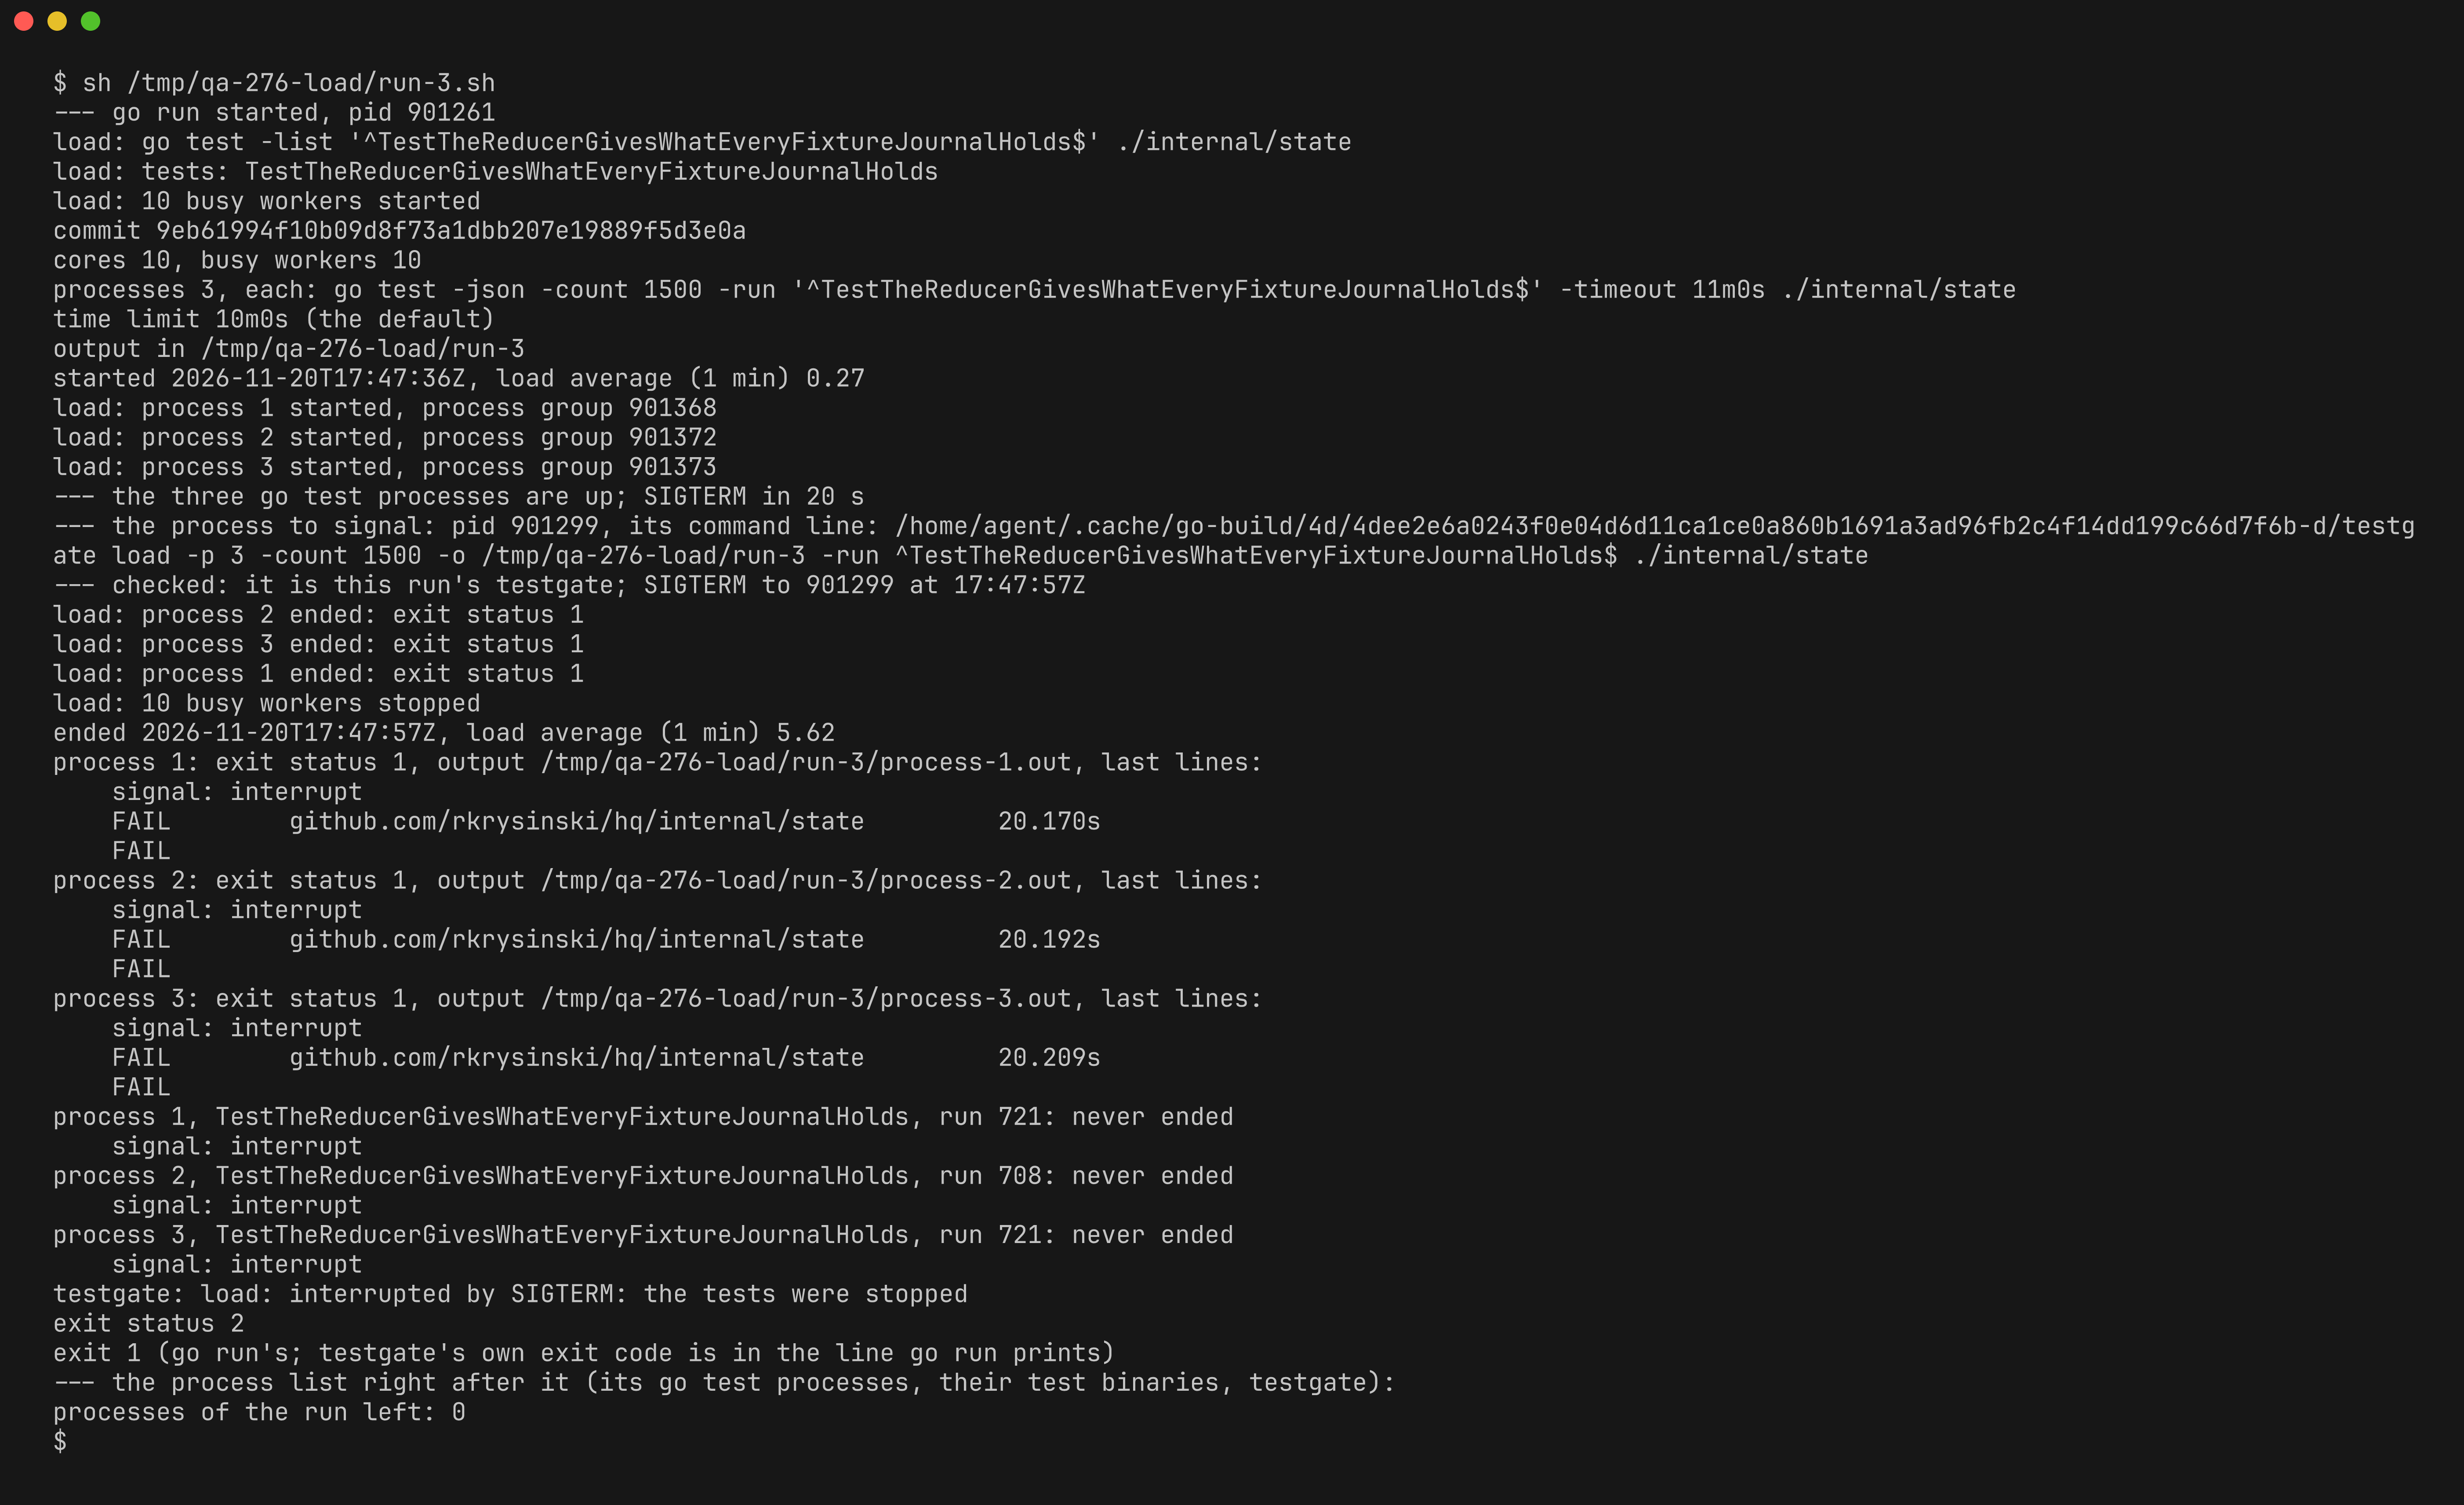 $ sh /tmp/qa-276-load/run-3.sh
--- go run started, pid 901261
load: go test -list '^TestTheReducerGivesWhatEveryFixtureJournalHolds$' ./internal/state
load: tests: TestTheReducerGivesWhatEveryFixtureJournalHolds
load: 10 busy workers started
commit 9eb61994f10b09d8f73a1dbb207e19889f5d3e0a
cores 10, busy workers 10
processes 3, each: go test -json -count 1500 -run '^TestTheReducerGivesWhatEveryFixtureJournalHolds$' -timeout 11m0s ./internal/state
time limit 10m0s (the default)
output in /tmp/qa-276-load/run-3
started 2026-11-20T17:47:36Z, load average (1 min) 0.27
load: process 1 started, process group 901368
load: process 2 started, process group 901372
load: process 3 started, process group 901373
--- the three go test processes are up; SIGTERM in 20 s
--- the process to signal: pid 901299, its command line: /home/agent/.cache/go-build/4d/4dee2e6a0243f0e04d6d11ca1ce0a860b1691a3ad96fb2c4f14dd199c66d7f6b-d/testg
ate load -p 3 -count 1500 -o /tmp/qa-276-load/run-3 -run ^TestTheReducerGivesWhatEveryFixtureJournalHolds$ ./internal/state
--- checked: it is this run's testgate; SIGTERM to 901299 at 17:47:57Z
load: process 2 ended: exit status 1
load: process 3 ended: exit status 1
load: process 1 ended: exit status 1
load: 10 busy workers stopped
ended 2026-11-20T17:47:57Z, load average (1 min) 5.62
process 1: exit status 1, output /tmp/qa-276-load/run-3/process-1.out, last lines:
    signal: interrupt
    FAIL        github.com/rkrysinski/hq/internal/state         20.170s
    FAIL
process 2: exit status 1, output /tmp/qa-276-load/run-3/process-2.out, last lines:
    signal: interrupt
    FAIL        github.com/rkrysinski/hq/internal/state         20.192s
    FAIL
process 3: exit status 1, output /tmp/qa-276-load/run-3/process-3.out, last lines:
    signal: interrupt
    FAIL        github.com/rkrysinski/hq/internal/state         20.209s
    FAIL
process 1, TestTheReducerGivesWhatEveryFixtureJournalHolds, run 721: never ended
    signal: interrupt
process 2, TestTheReducerGivesWhatEveryFixtureJournalHolds, run 708: never ended
    signal: interrupt
process 3, TestTheReducerGivesWhatEveryFixtureJournalHolds, run 721: never ended
    signal: interrupt
testgate: load: interrupted by SIGTERM: the tests were stopped
exit status 2
exit 1 (go run's; testgate's own exit code is in the line go run prints)
--- the process list right after it (its go test processes, their test binaries, testgate):
processes of the run left: 0
$